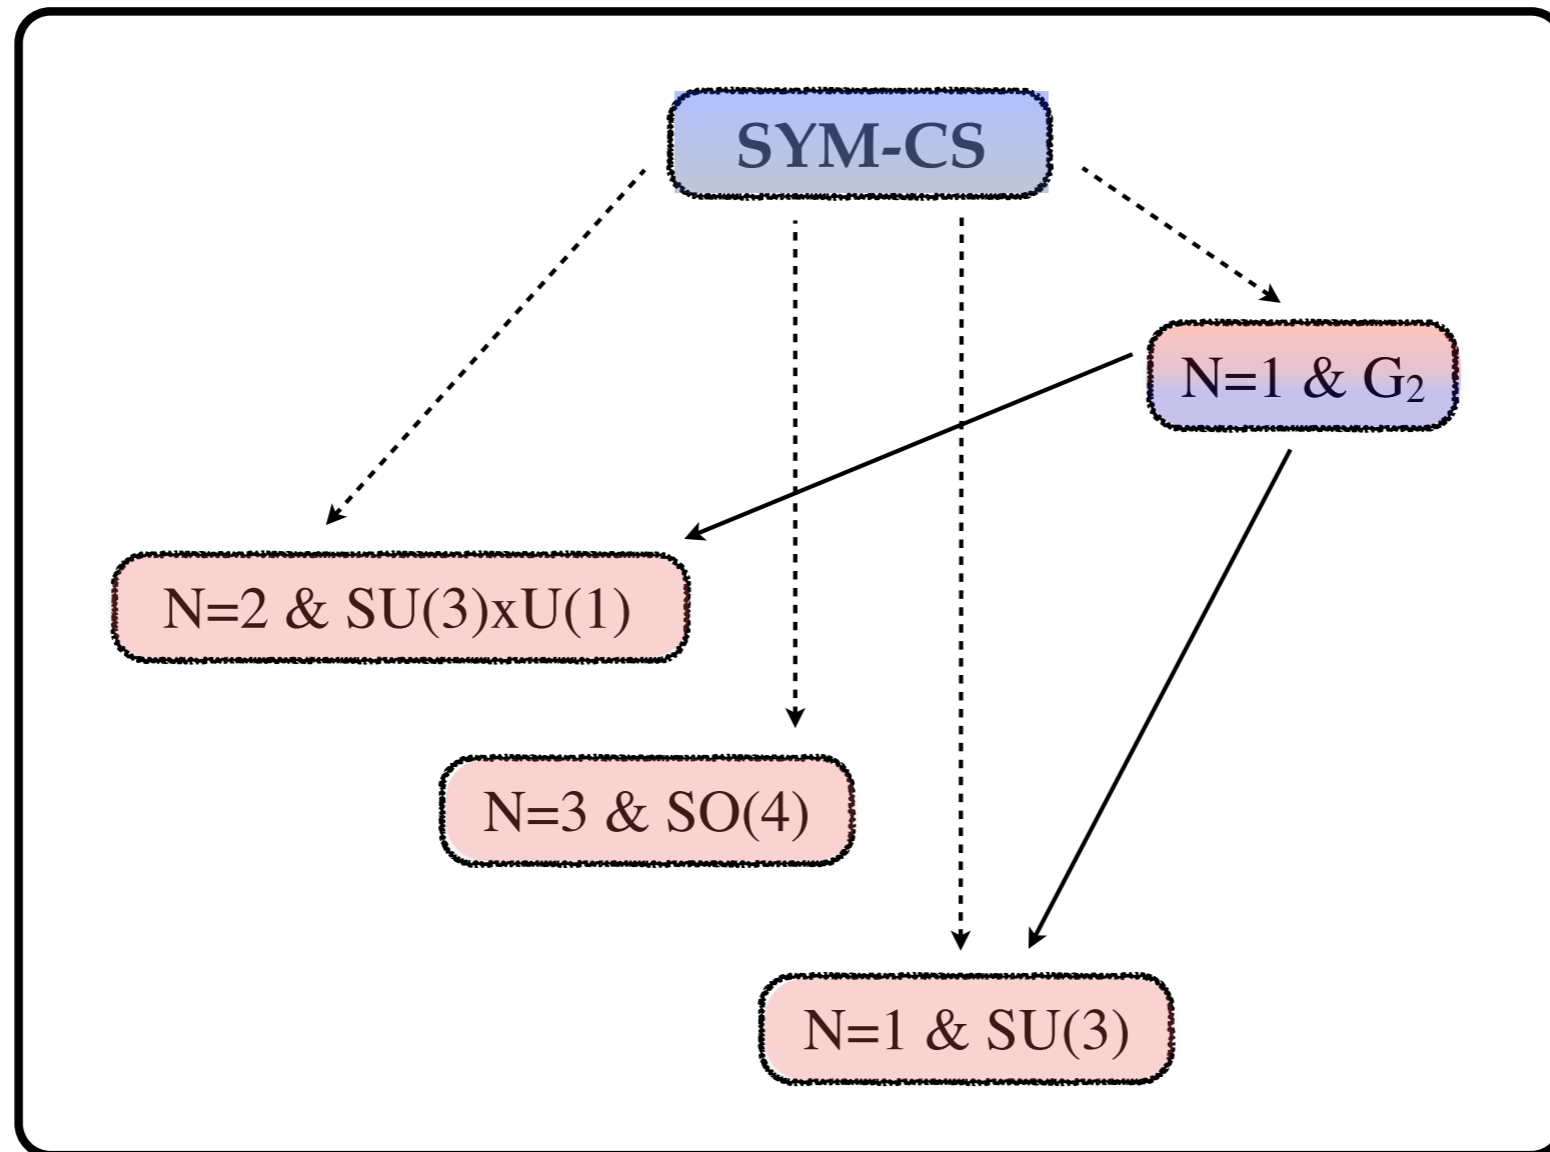 SYM-CS
N=1 & G₂
N=2 & SU(3)xU(1)
N=3 & SO(4)
N=1 & SU(3)